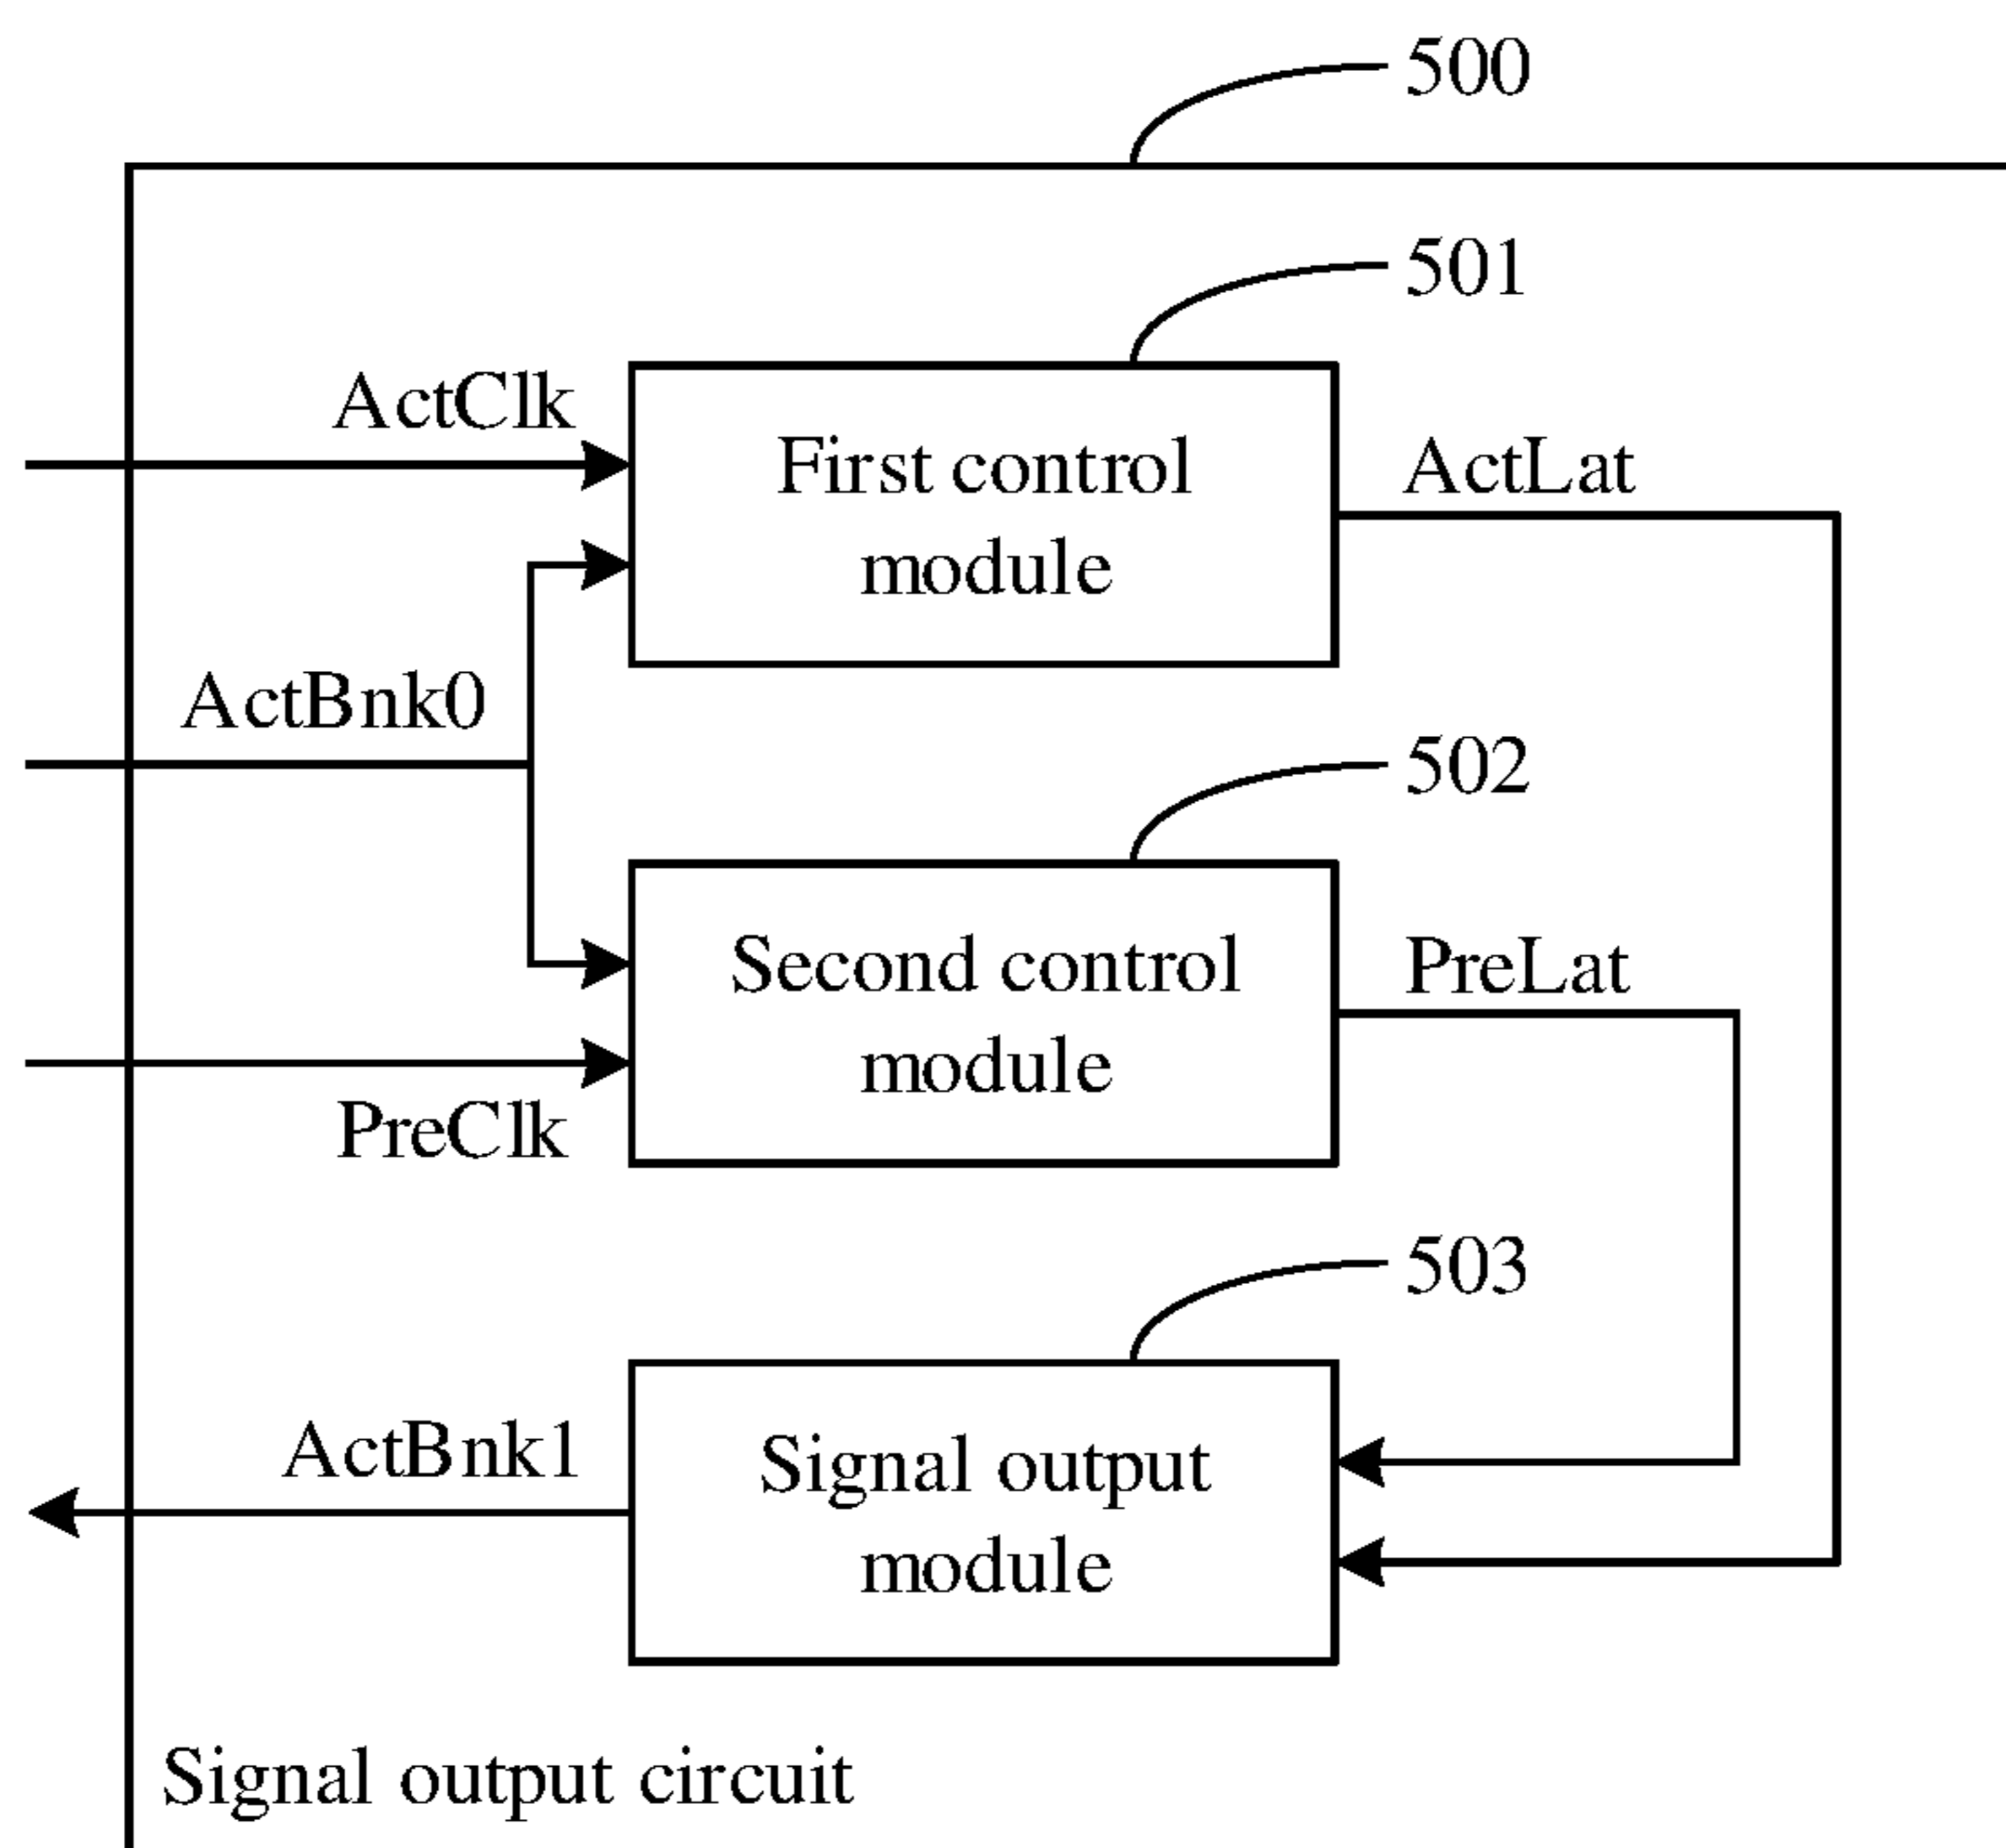 500
501
ActClk
First control
module
ActLat
ActBnk0
502
Second control
module
PreLat
PreClk
503
ActBnk1
Signal output
module
Signal output circuit